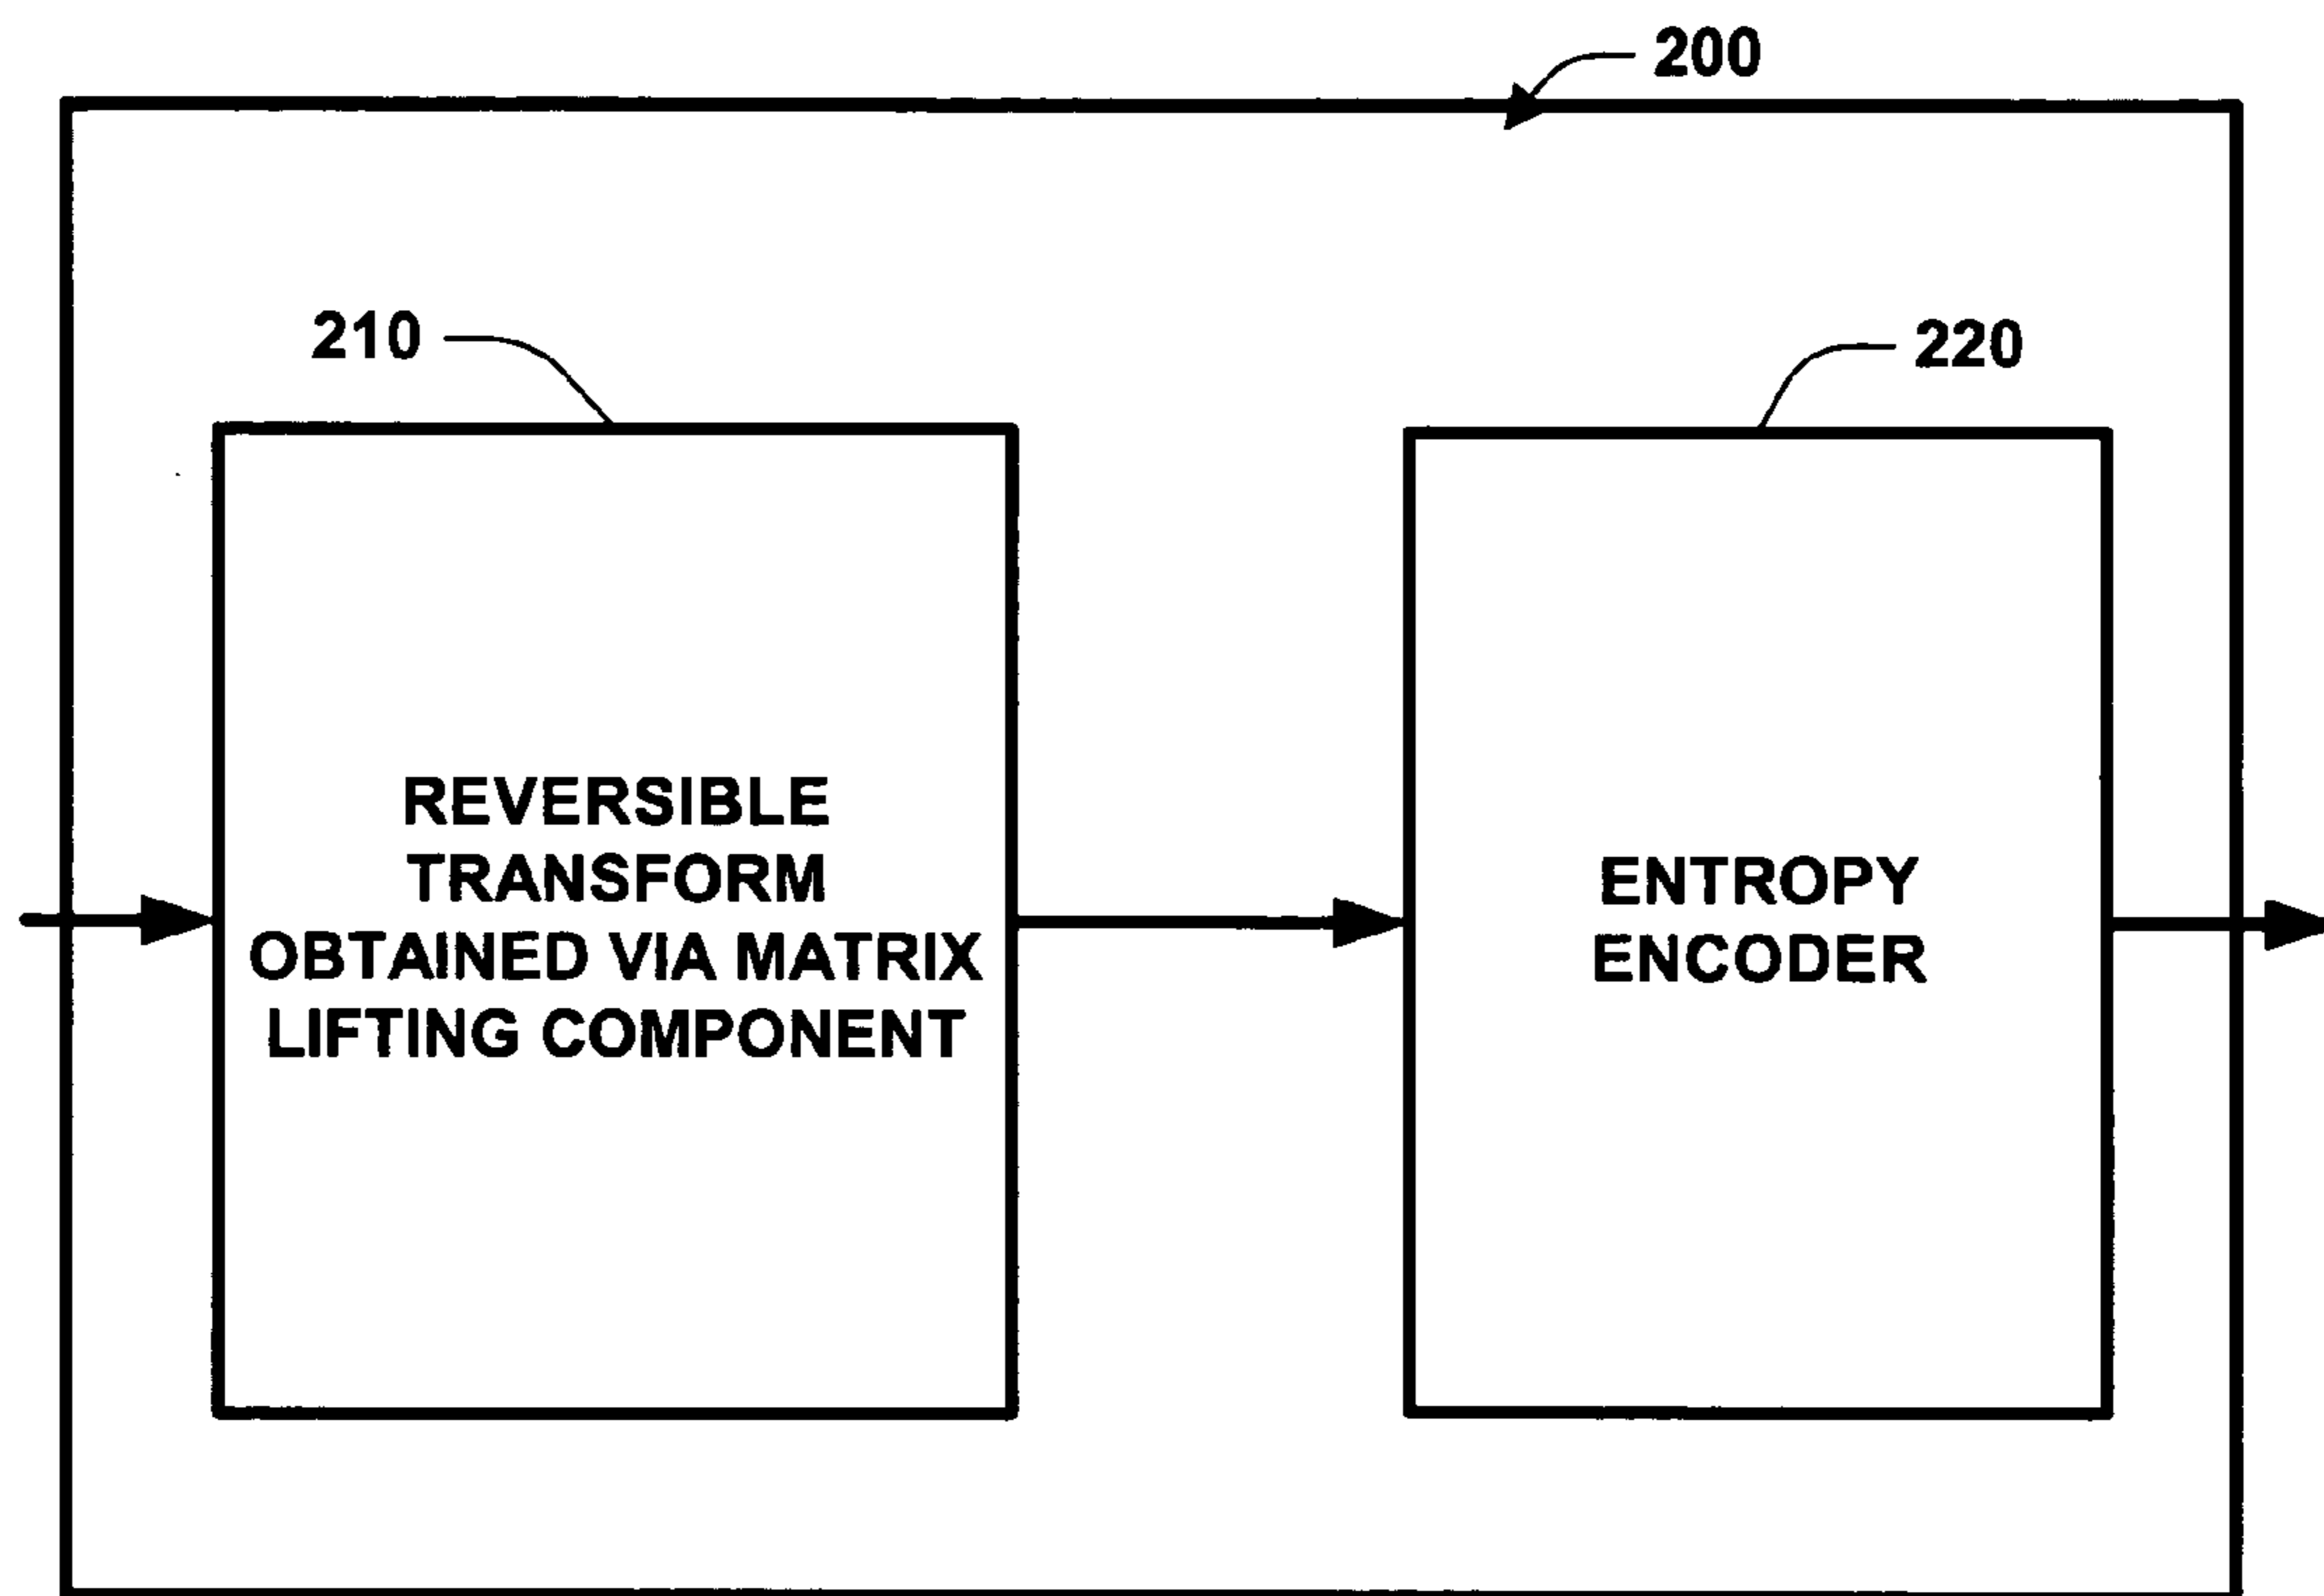 200
210
220
REVERSIBLE
TRANSFORM
OBTAINED VIA MATRIX
LIFTING COMPONENT
ENTROPY
ENCODER